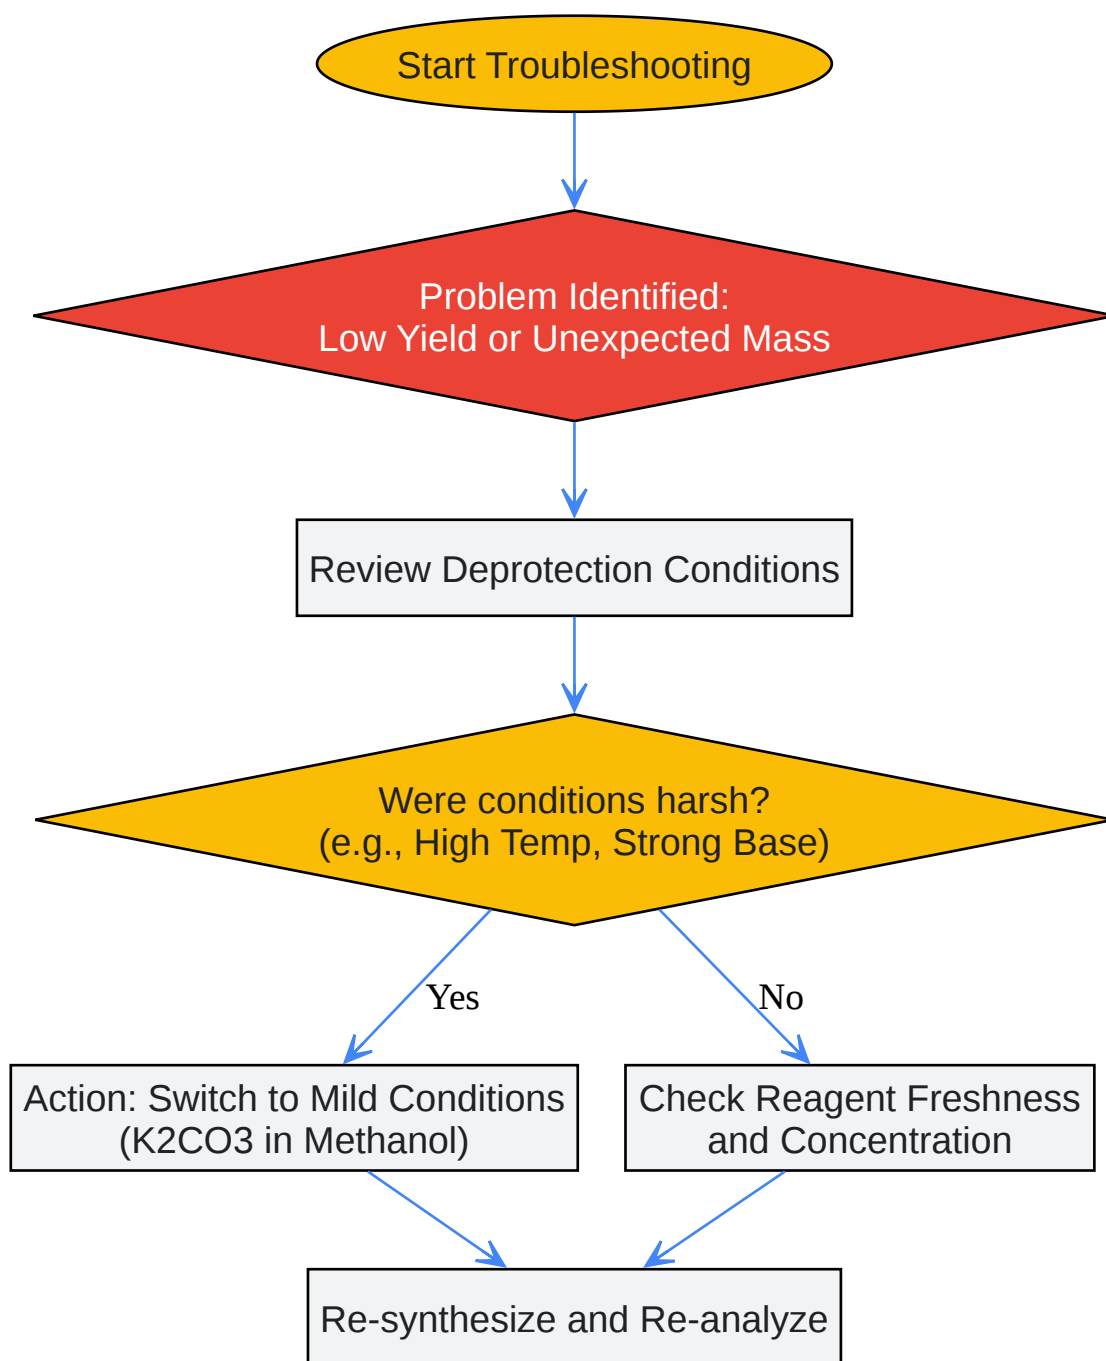 Start Troubleshooting
Problem Identified:
Low Yield or Unexpected Mass
Review Deprotection Conditions
Were conditions harsh?
(e.g., High Temp, Strong Base)
Yes
No
Action: Switch to Mild Conditions
(K2CO3 in Methanol)
Check Reagent Freshness
and Concentration
Re-synthesize and Re-analyze